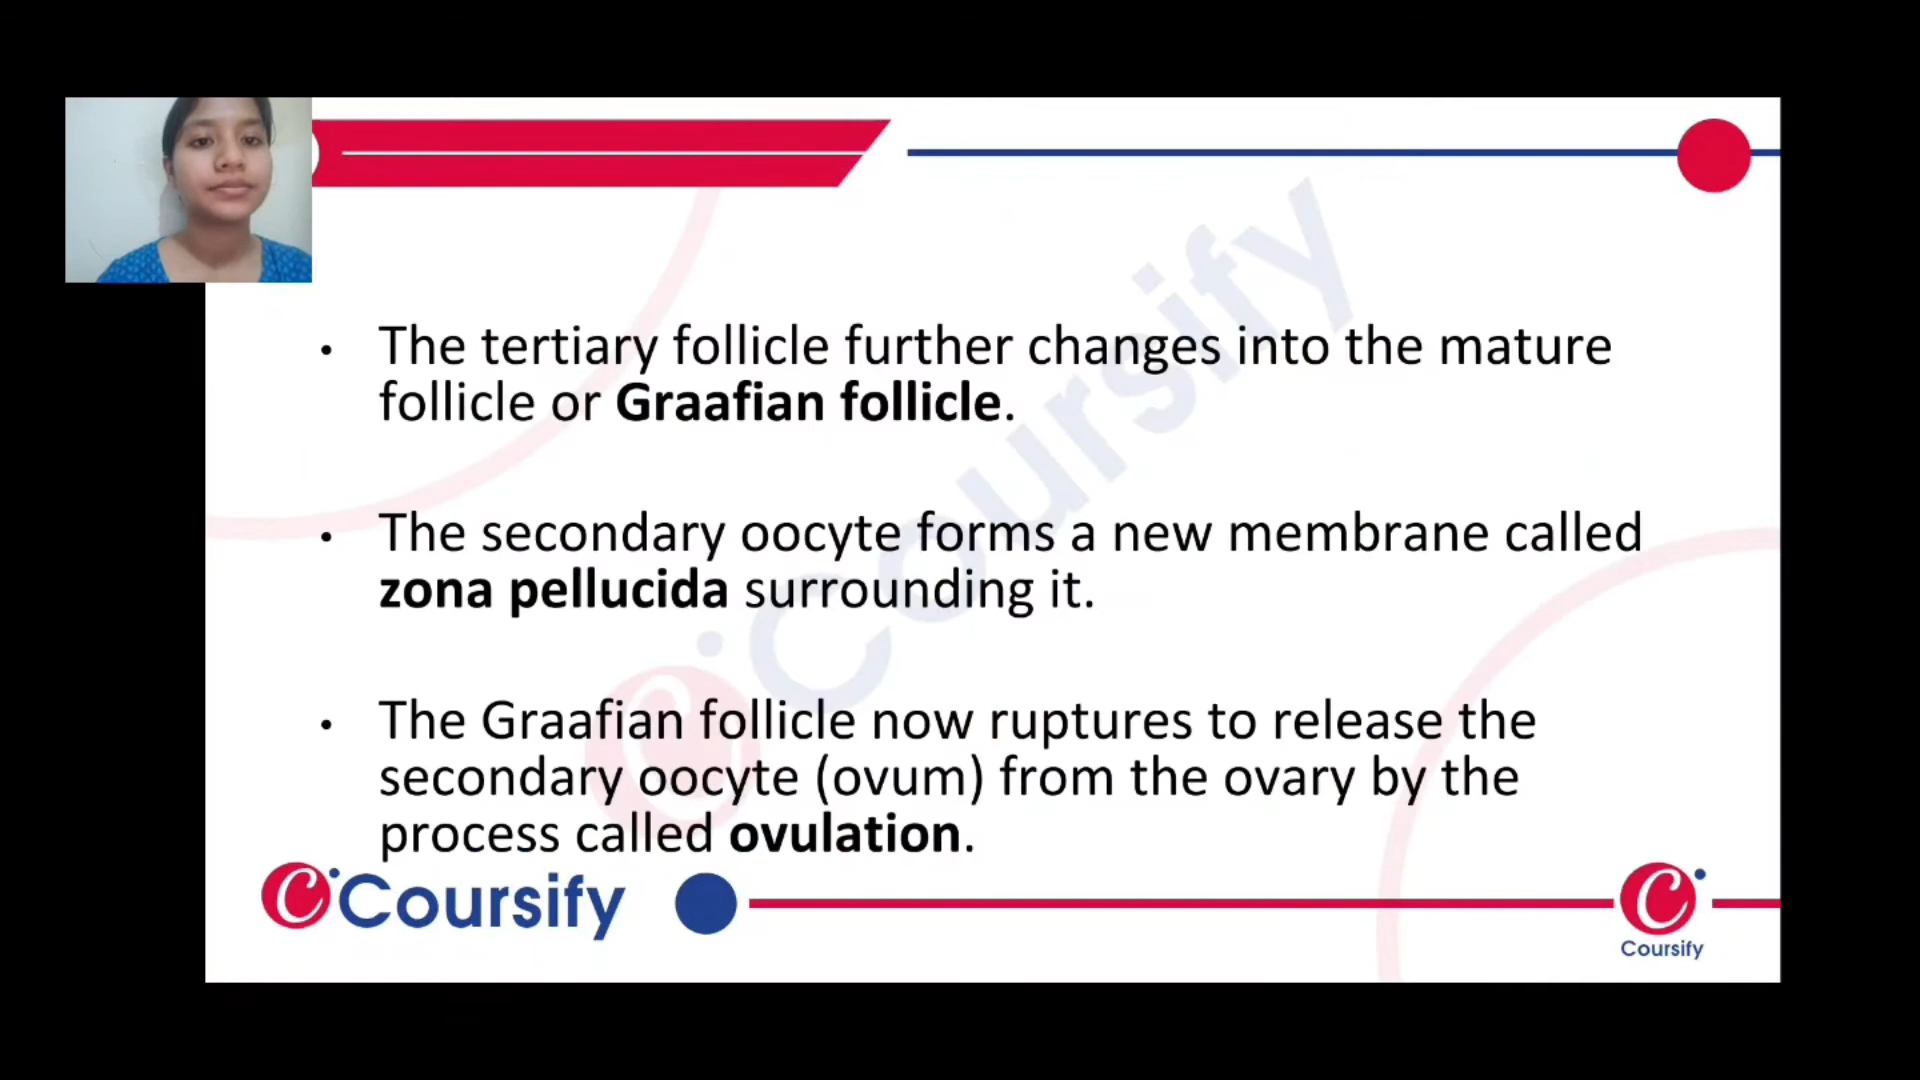 • The tertiary follicle further changes into the mature
follicle or Graafian follicle.
• The secondary oocyte forms a new membrane called
zona pellucida surrounding it.
• The Graafian follicle now ruptures to release the
secondary oocyte (ovum) from the ovary by the
process called ovulation.
Coursify
C Coursify
C
Coursify